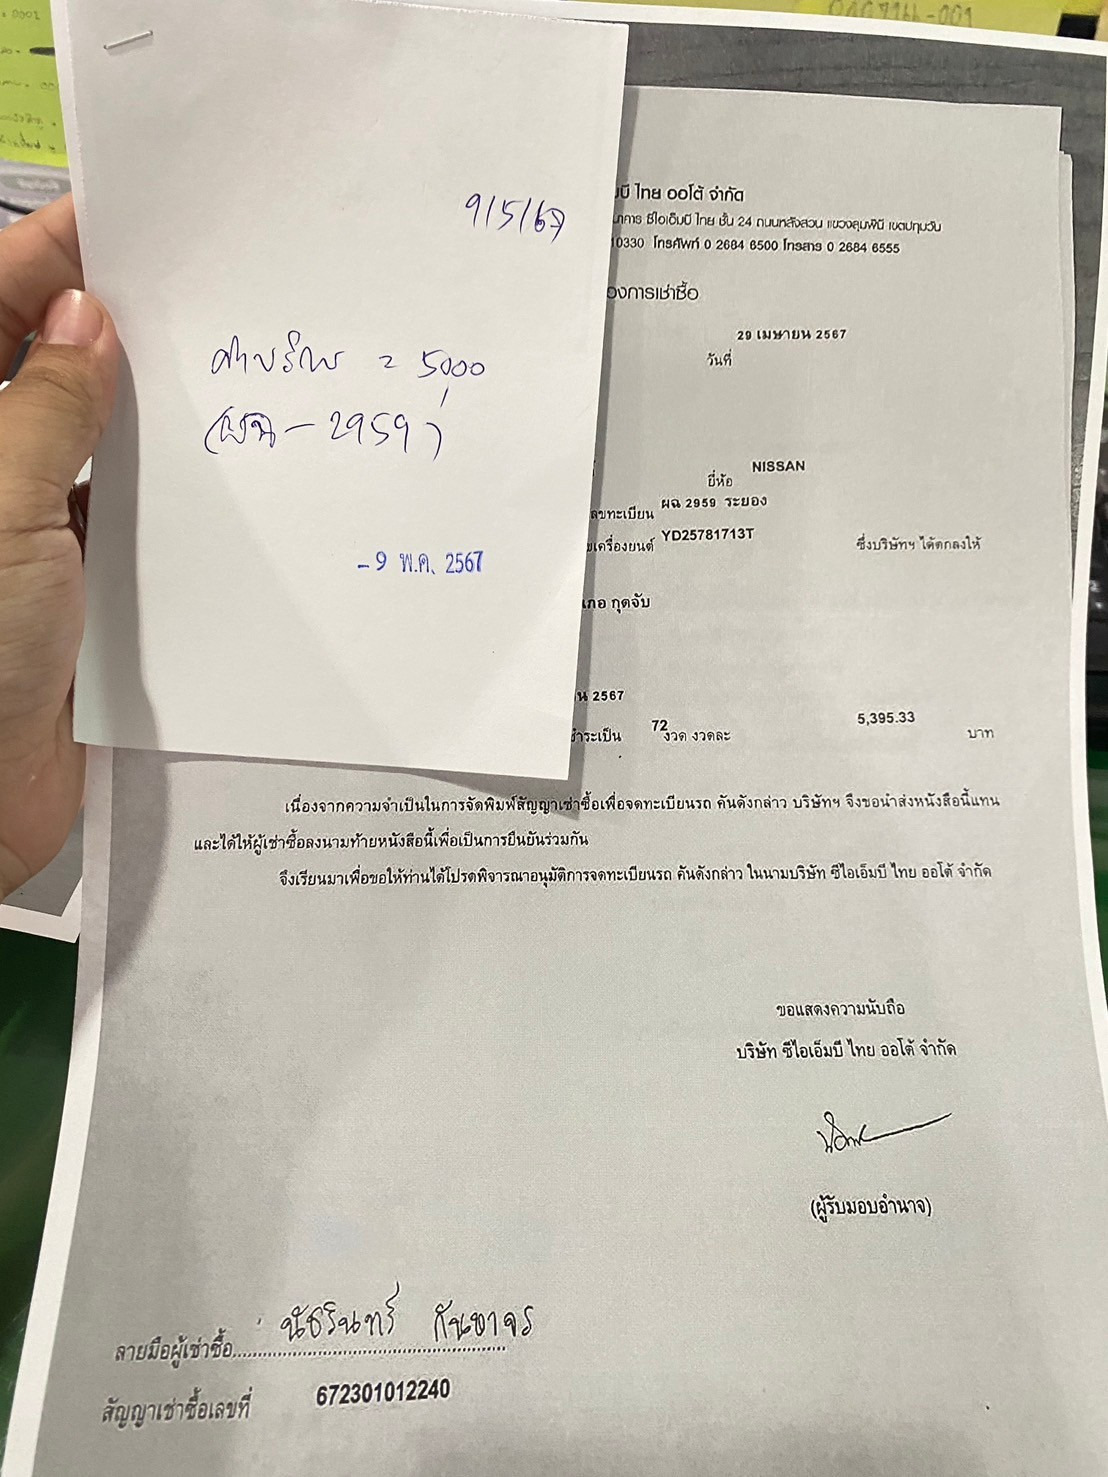 0001
9/5/67
ค่าปรับ = 5000
(ผฉ - 2959)
- 9 พ.ค. 2567
มบี ไทย ออโต้ จำกัด
นาคาร ซีไอเอ็มบี ไทย ชั้น 24 ถนนหลังสวน แขวงลุมพินี เขตปทุมวัน
10330 โทรศัพท์ 0 2684 6500 โทรสาร 0 2684 6555
องการเช่าซื้อ
29 เมษายน 2567
วันที่
NISSAN
ยี่ห้อ
ลขทะเบียน ผฉ 2959 ระยอง
ยเครื่องยนต์ YD25781713T ซึ่งบริษัทฯ ได้ตกลงให้
เภอ กุดจับ
น 2567
ชำระเป็น 72 งวด งวดละ 5,395.33 บาท
เนื่องจากความจำเป็นในการจัดพิมพ์สัญญาเช่าซื้อเพื่อจดทะเบียนรถ คันดังกล่าว บริษัทฯ จึงขอนำส่งหนังสือนี้แทน
และได้ให้ผู้เช่าซื้อลงนามท้ายหนังสือนี้เพื่อเป็นการยืนยันร่วมกัน
จึงเรียนมาเพื่อขอให้ท่านได้โปรดพิจารณาอนุมัติการจดทะเบียนรถ คันดังกล่าว ในนามบริษัท ซีไอเอ็มบี ไทย ออโต้ จำกัด
ขอแสดงความนับถือ
บริษัท ซีไอเอ็มบี ไทย ออโต้ จำกัด
(ผู้รับมอบอำนาจ)
ลายมือผู้เช่าซื้อ นัธรินทร์ กันหาจร
สัญญาเช่าซื้อเลขที่ 672301012240